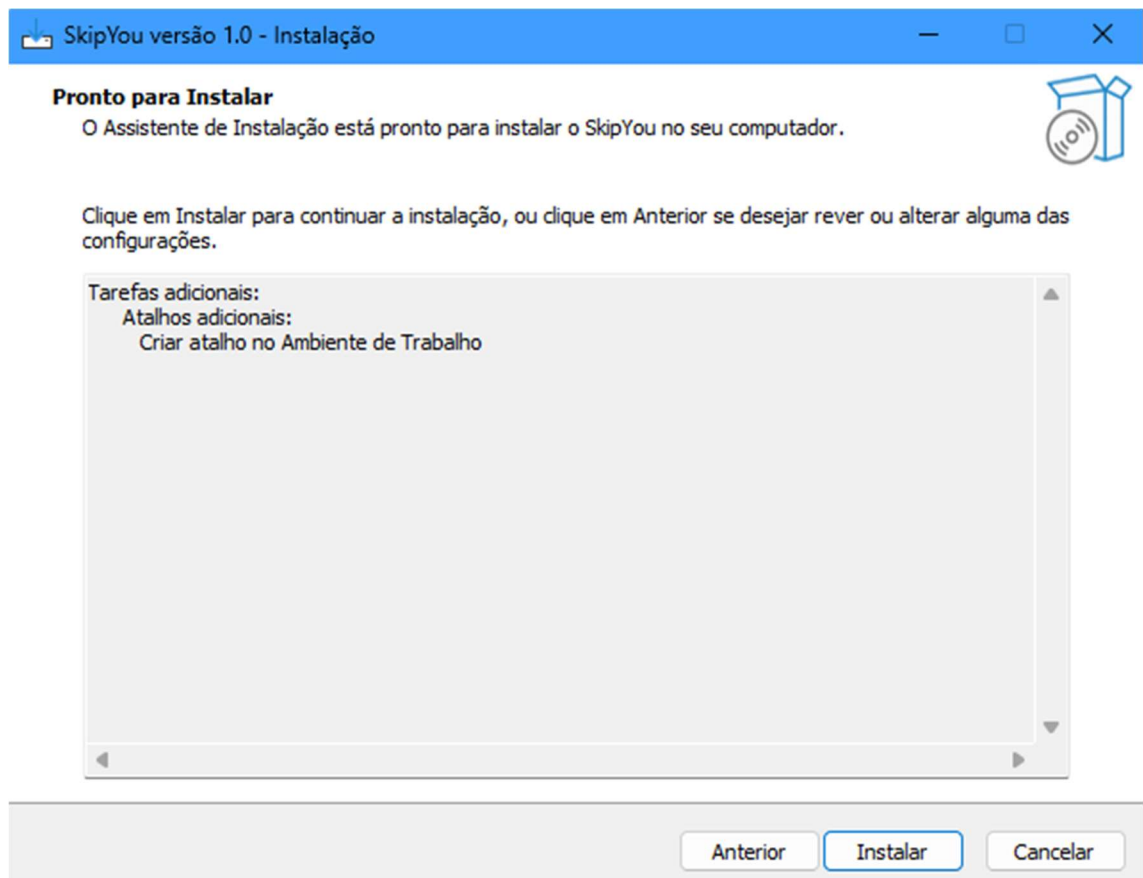 SkipYou versão 1.0 - Instalação
Pronto para Instalar
O Assistente de Instalação está pronto para instalar o SkipYou no seu computador.
Clique em Instalar para continuar a instalação, ou clique em Anterior se desejar rever ou alterar alguma das
configurações.
Tarefas adicionais:
Atalhos adicionais:
Criar atalho no Ambiente de Trabalho
Anterior
Instalar
Cancelar